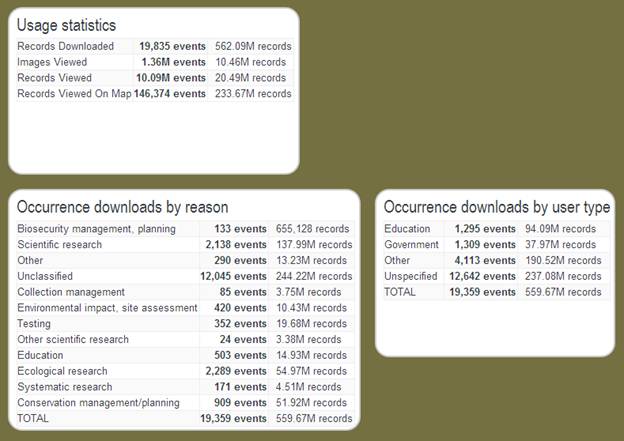 Usage statistics
Records Downloaded 19,835 events 562.09M records
Images Viewed 1.36M events 10.46M records
Records Viewed 10.09M events 20.49M records
Records Viewed On Map 146,374 events 233.67M records
Occurrence downloads by reason
Biosecurity management, planning 133 events 655,128 records
Scientific research 2,138 events 137.99M records
Other 290 events 13.23M records
Unclassified 12,045 events 244.22M records
Collection management 85 events 3.75M records
Environmental impact, site assessment 420 events 10.43M records
Testing 352 events 19.68M records
Other scientific research 24 events 3.38M records
Education 503 events 14.93M records
Ecological research 2,289 events 54.97M records
Systematic research 171 events 4.51M records
Conservation management/planning 909 events 51.92M records
TOTAL 19,359 events 559.67M records
Occurrence downloads by user type
Education 1,295 events 94.09M records
Government 1,309 events 37.97M records
Other 4,113 events 190.52M records
Unspecified 12,642 events 237.08M records
TOTAL 19,359 events 559.67M records